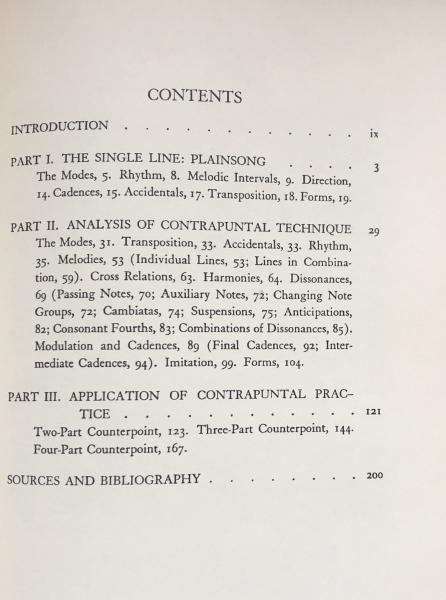 CONTENTS
INTRODUCTION . . . . . . . . . . . . ix
PART I. THE SINGLE LINE: PLAINSONG . . . . 3
The Modes, 5. Rhythm, 8. Melodic Intervals, 9. Direction,
14. Cadences, 15. Accidentals, 17. Transposition, 18. Forms, 19.
PART II. ANALYSIS OF CONTRAPUNTAL TECHNIQUE 29
The Modes, 31. Transposition, 33. Accidentals, 33. Rhythm,
35. Melodies, 53 (Individual Lines, 53; Lines in Combina-
tion, 59). Cross Relations, 63. Harmonies, 64. Dissonances,
69 (Passing Notes, 70; Auxiliary Notes, 72; Changing Note
Groups, 72; Cambiatas, 74; Suspensions, 75; Anticipations,
82; Consonant Fourths, 83; Combinations of Dissonances, 85).
Modulation and Cadences, 89 (Final Cadences, 92; Inter-
mediate Cadences, 94). Imitation, 99. Forms, 104.
PART III. APPLICATION OF CONTRAPUNTAL PRAC-
TICE . . . . . . . . . . . . 121
Two-Part Counterpoint, 123. Three-Part Counterpoint, 144.
Four-Part Counterpoint, 167.
SOURCES AND BIBLIOGRAPHY . . . . . . . . 200